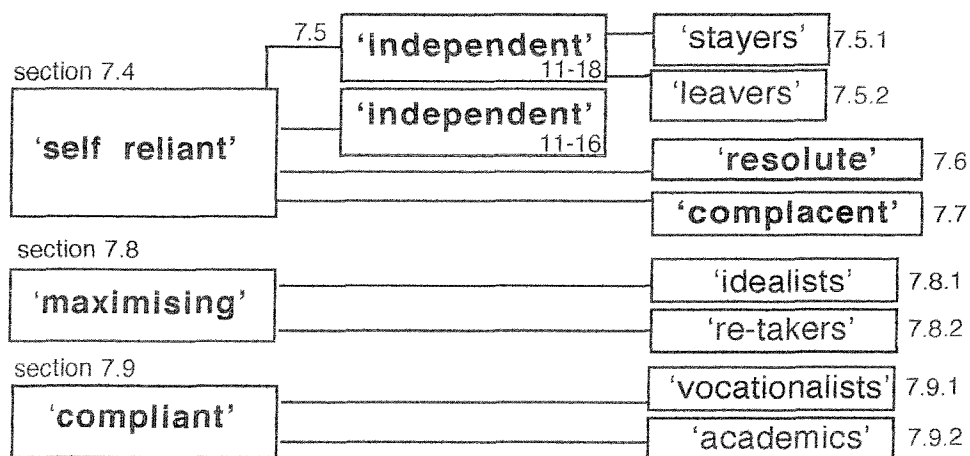 7.5
'independent'
11-18
'stayers'
7.5.1
section 7.4
'leavers'
7.5.2
'independent'
11-16
'self reliant'
'resolute'
7.6
'complacent'
7.7
section 7.8
'maximising'
'idealists'
7.8.1
're-takers'
7.8.2
section 7.9
'compliant'
'vocationalists'
7.9.1
'academics'
7.9.2